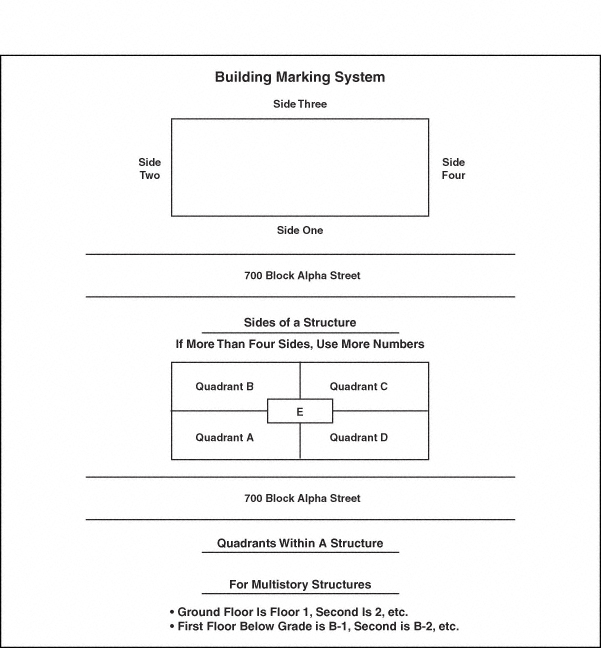 Building Marking System
Side Three
Side
Two
Side
Four
Side One
700 Block Alpha Street
Sides of a Structure
If More Than Four Sides, Use More Numbers
Quadrant B
Quadrant C
E
Quadrant A
Quadrant D
700 Block Alpha Street
Quadrants Within A Structure
For Multistory Structures
• Ground Floor Is Floor 1, Second Is 2, etc.
• First Floor Below Grade is B-1, Second is B-2, etc.